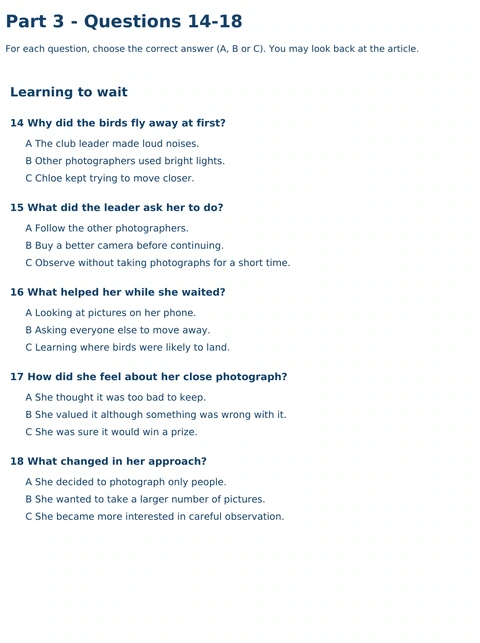 Part 3 - Questions 14-18
For each question, choose the correct answer (A, B or C). You may look back at the article.
Learning to wait
14 Why did the birds fly away at first?
A The club leader made loud noises.
B Other photographers used bright lights.
C Chloe kept trying to move closer.
15 What did the leader ask her to do?
A Follow the other photographers.
B Buy a better camera before continuing.
C Observe without taking photographs for a short time.
16 What helped her while she waited?
A Looking at pictures on her phone.
B Asking everyone else to move away.
C Learning where birds were likely to land.
17 How did she feel about her close photograph?
A She thought it was too bad to keep.
B She valued it although something was wrong with it.
C She was sure it would win a prize.
18 What changed in her approach?
A She decided to photograph only people.
B She wanted to take a larger number of pictures.
C She became more interested in careful observation.